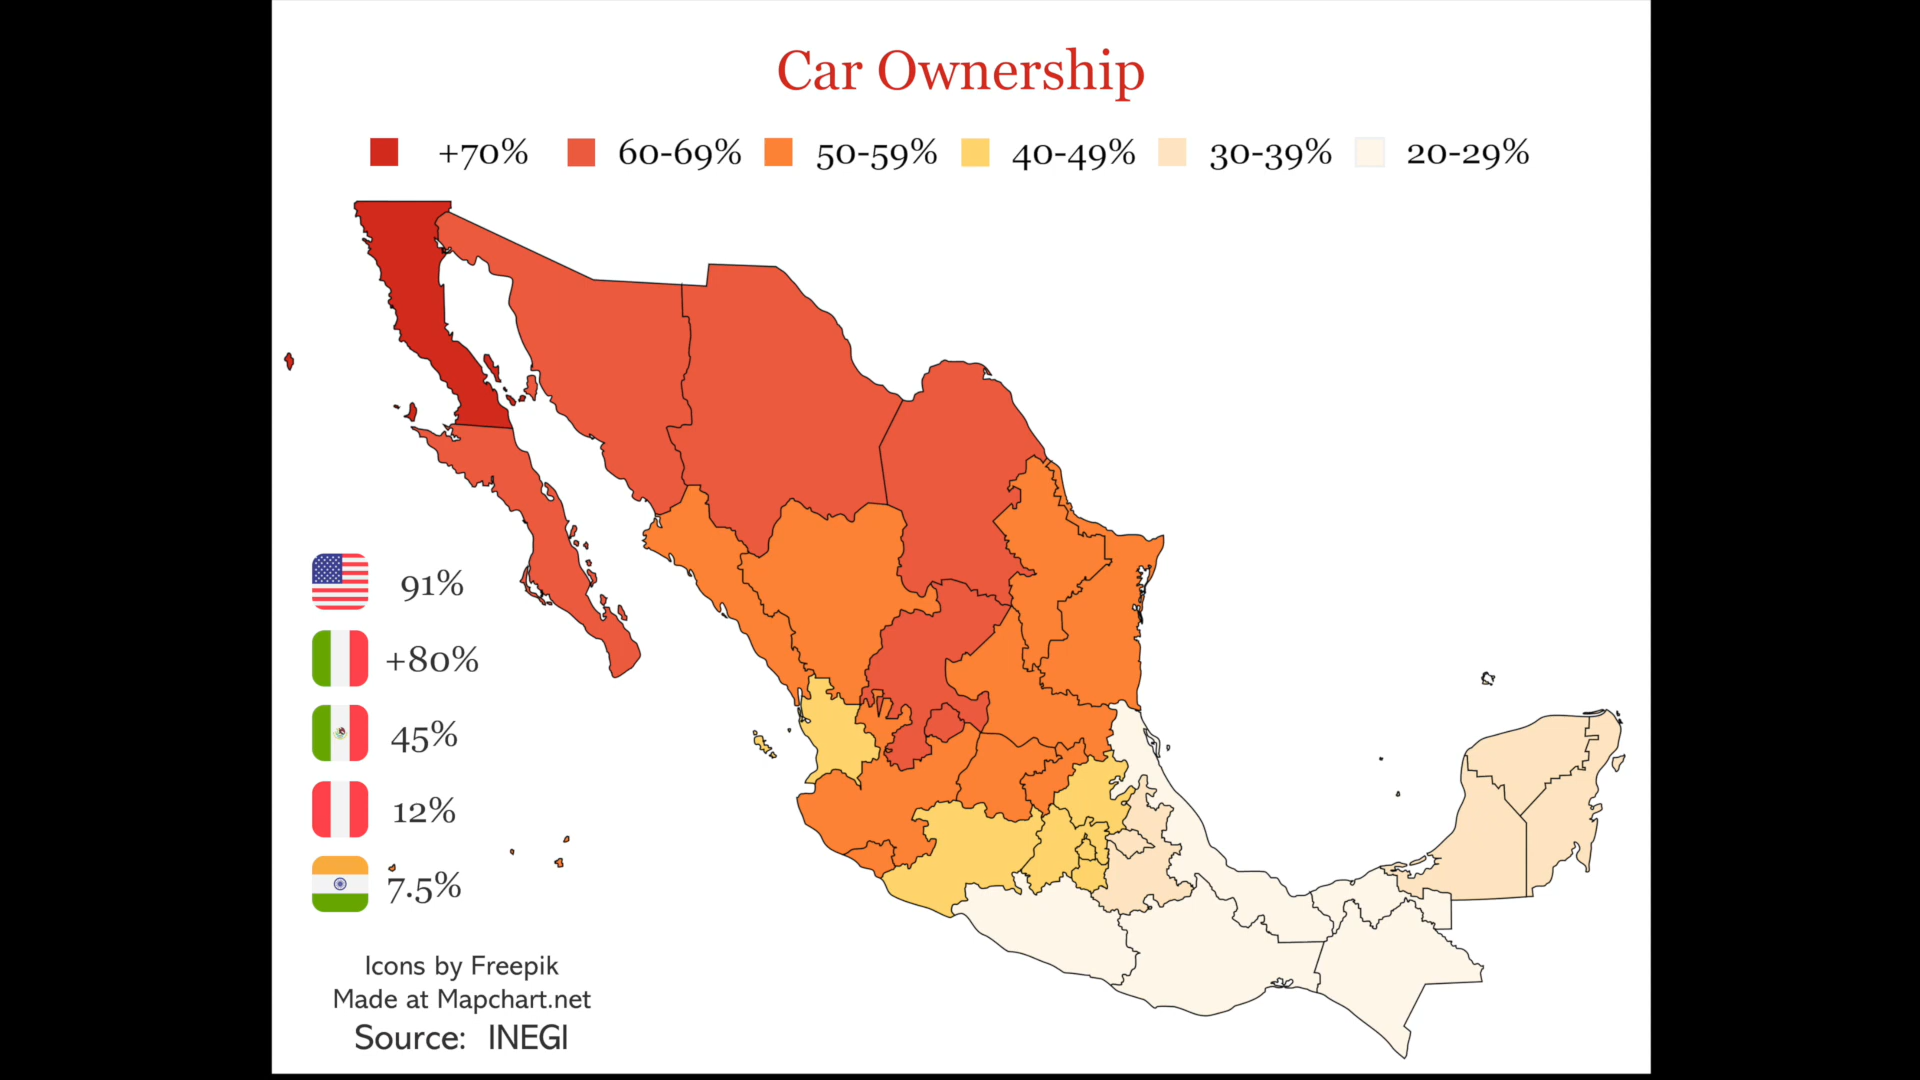 Car Ownership
+70% 60-69% 50-59% 40-49% 30-39% 20-29%
91%
+80%
45%
12%
7.5%
Icons by Freepik
Made at Mapchart.net
Source: INEGI